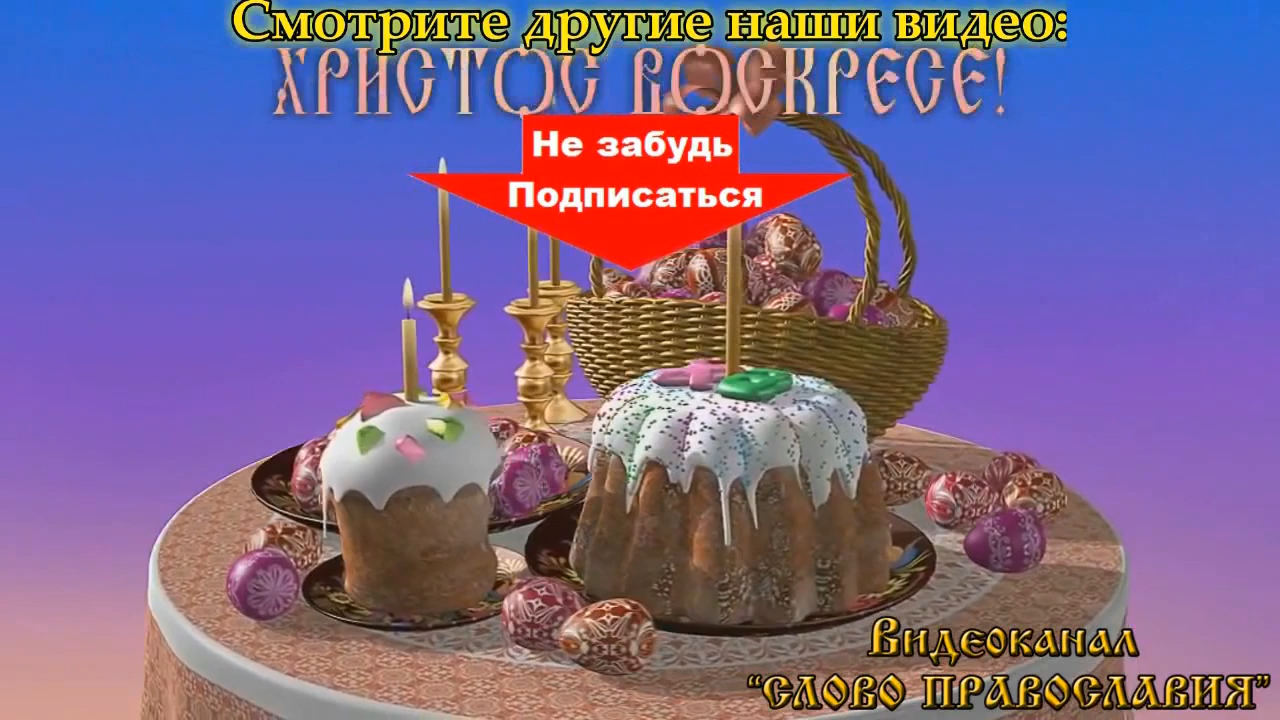 Смотрите другие наши видео:
ХРИСТОС ВОСКРЕСЕ!
Не забудь
Подписаться
Видеоканал
“СЛОВО ПРАВОСЛАВИЯ”